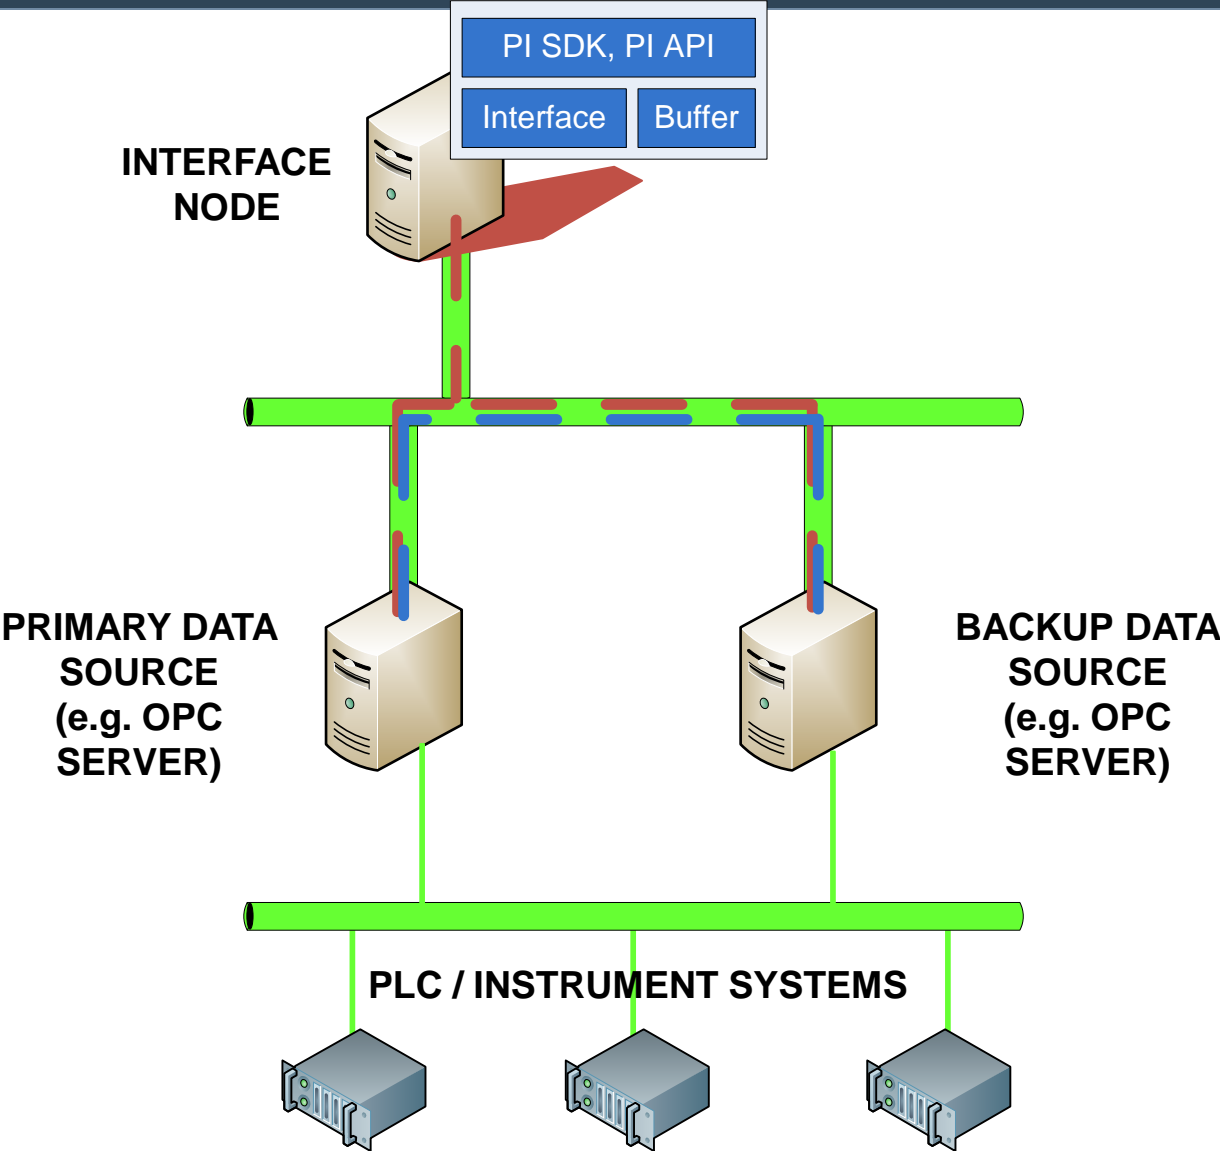 PI SDK, PI API
Interface
Buffer
INTERFACE
NODE
PRIMARY DATA
SOURCE
(e.g. OPC
SERVER)
BACKUP DATA
SOURCE
(e.g. OPC
SERVER)
PLC / INSTRUMENT SYSTEMS